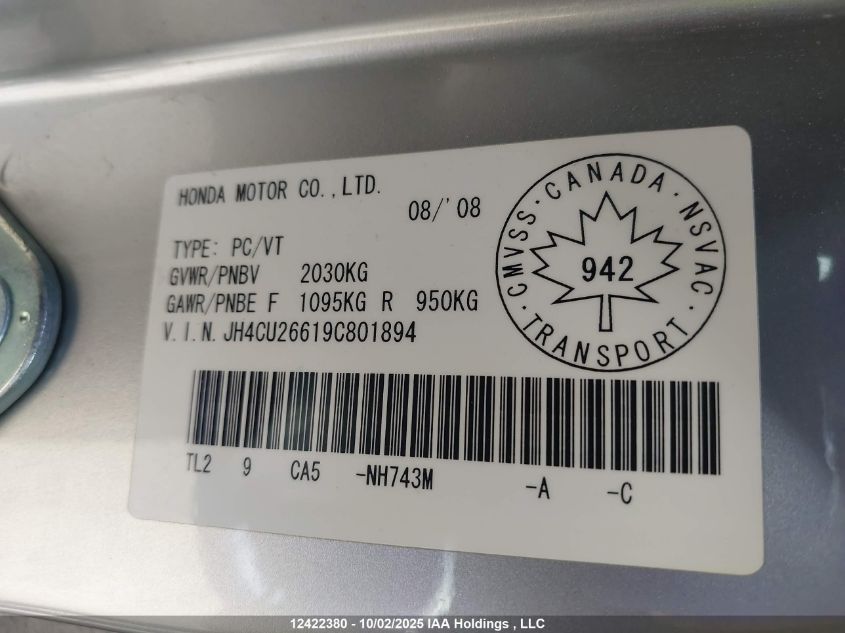 HONDA MOTOR CO.,LTD.
08/'08
TYPE: PC/VT
GVWR/PNBV 2030KG
GAWR/PNBE F 1095KG R 950KG
V.I.N. JH4CU26619C801894
CMVSS · CANADA · NSVAC · TRANSPORT ·
942
TL2 9 CA5 -NH743M -A -C
12422380 - 10/02/2025 IAA Holdings , LLC